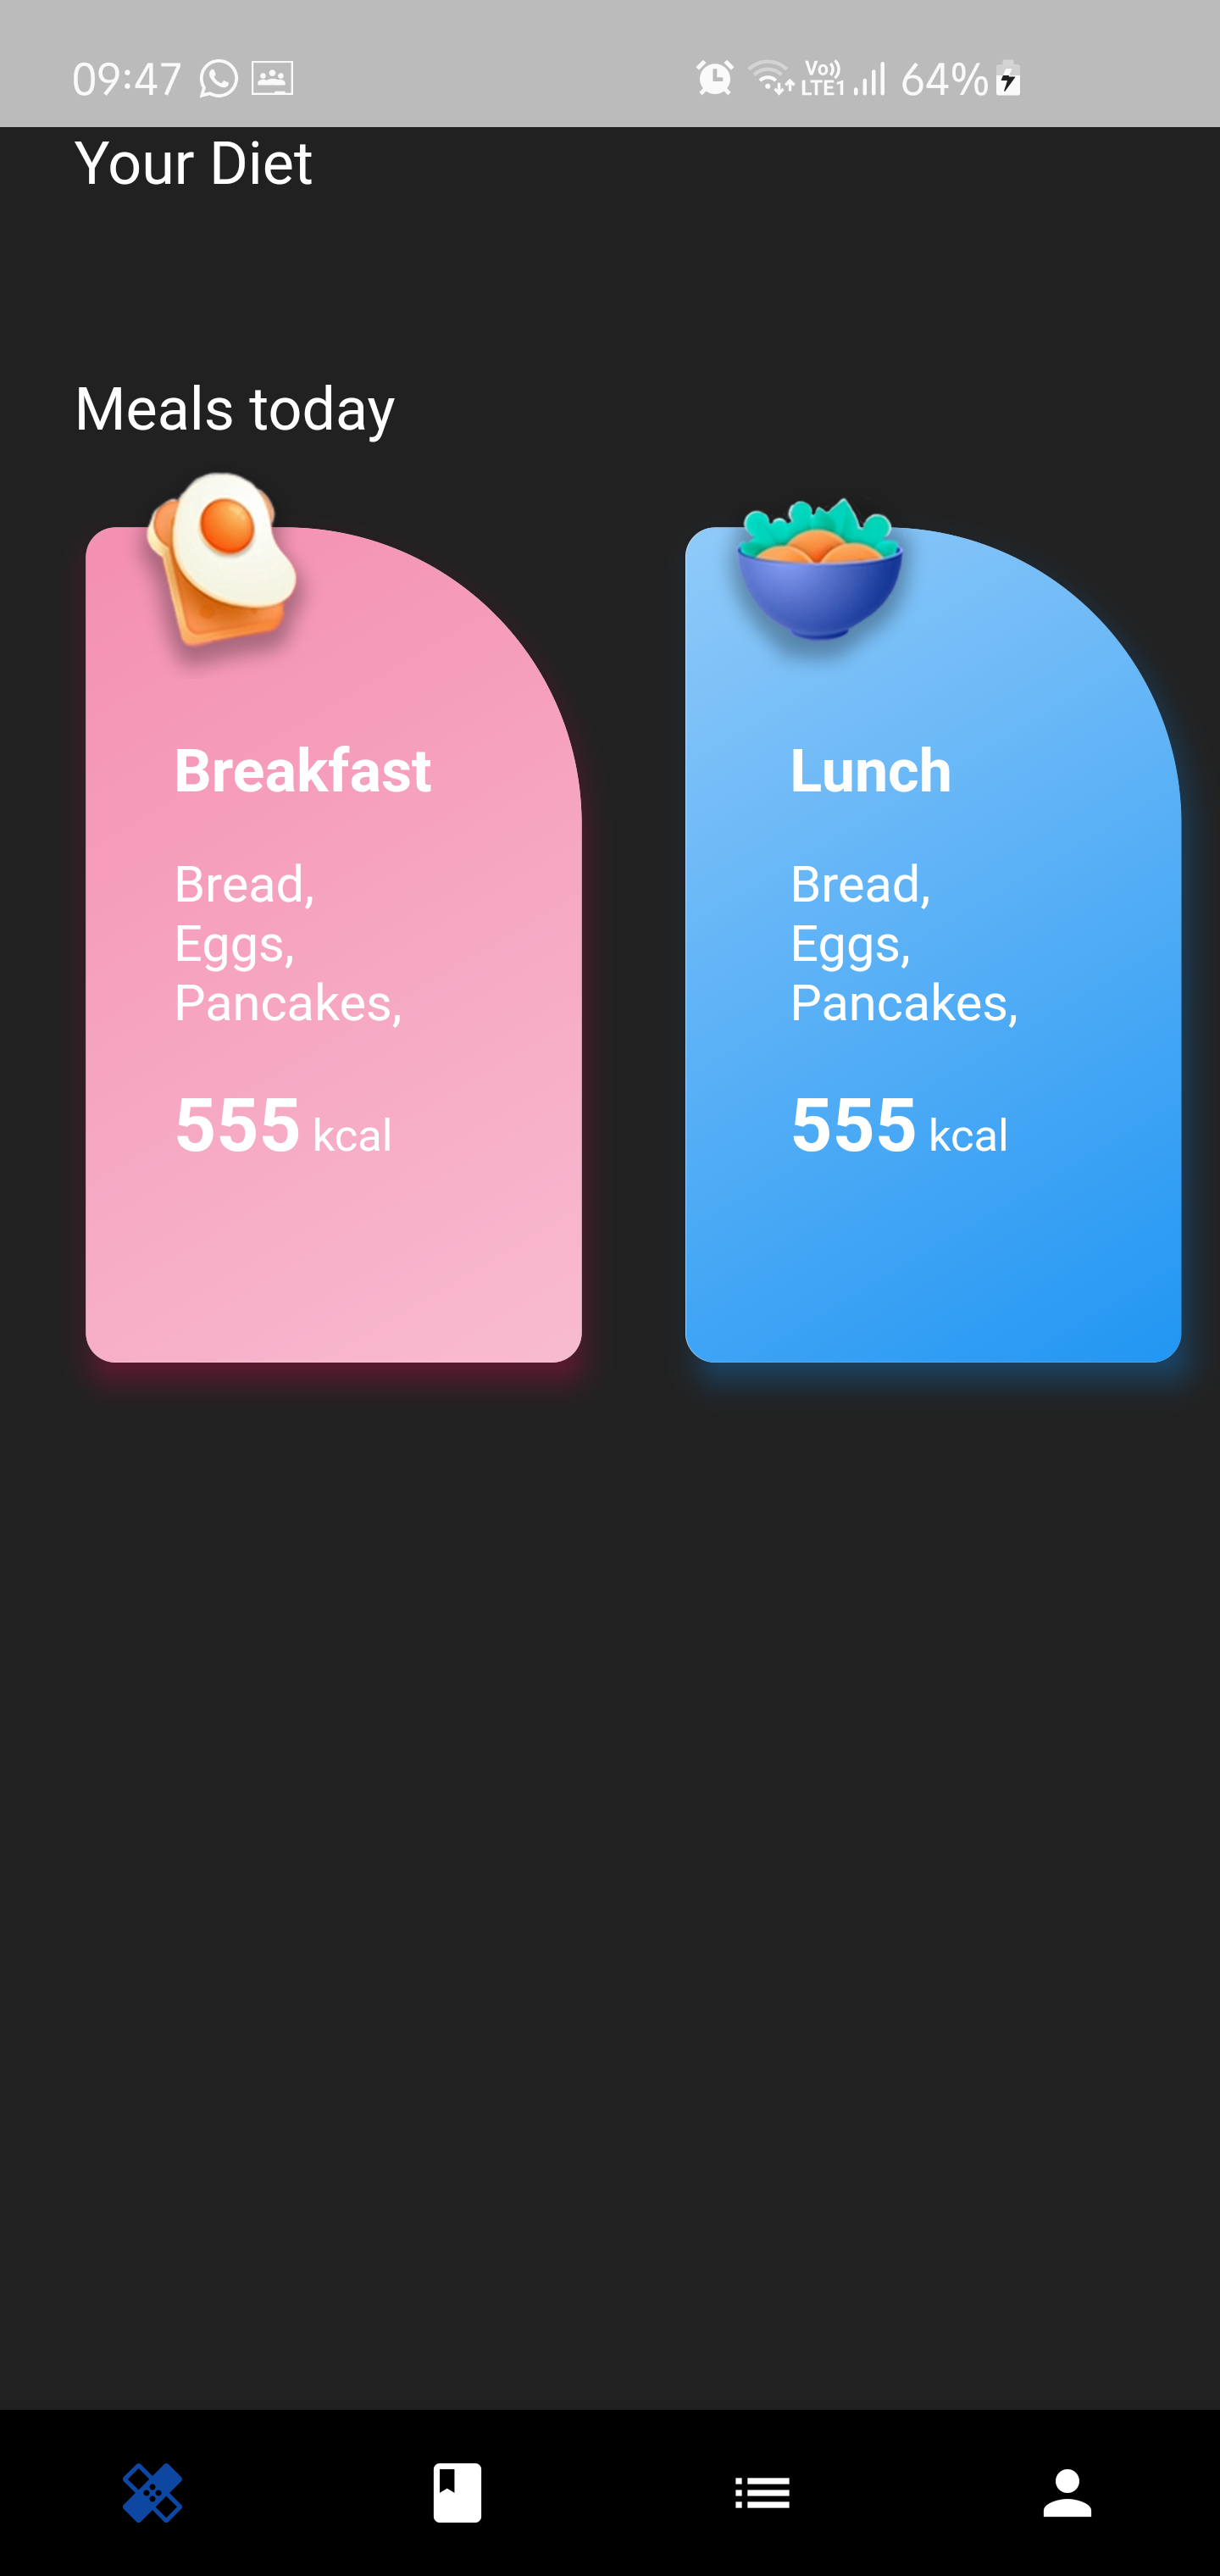 09:47 Vo)) LTE1 64%
Your Diet
Meals today
Breakfast
Bread,
Eggs,
Pancakes,
555 kcal
Lunch
Bread,
Eggs,
Pancakes,
555 kcal